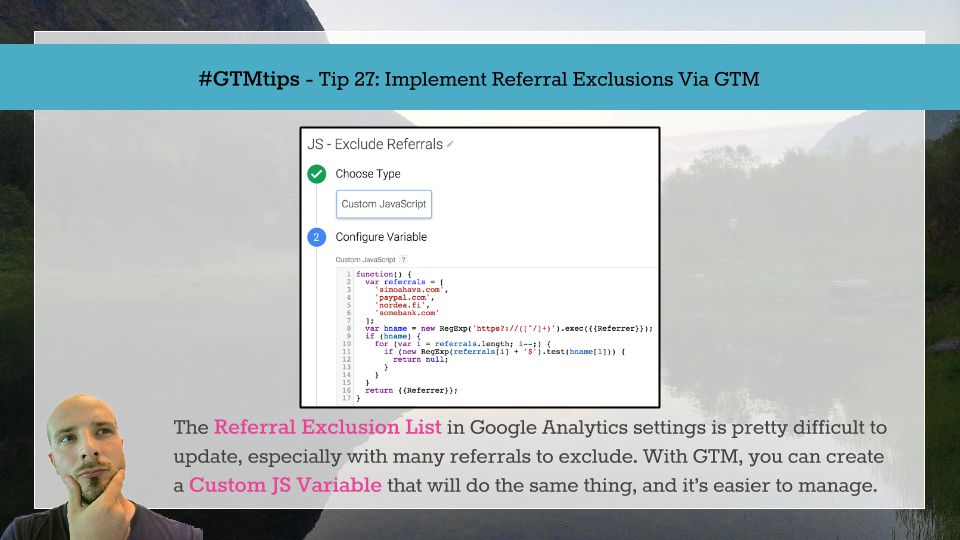 #GTMtips - Tip 27: Implement Referral Exclusions Via GTM
JS - Exclude Referrals
Choose Type
Custom JavaScript
2 Configure Variable
Custom JavaScript ?
1 function() {
2 var referrals = [
3 'simoahava.com',
4 'paypal.com',
5 'nordea.fi',
6 'somebank.com'
7 ];
8 var hname = new RegExp('https?://([^/]+)').exec({{Referrer}});
9 if (hname) {
10 for (var i = referrals.length; i--;) {
11 if (new RegExp(referrals[i] + '$').test(hname[1])) {
12 return null;
13 }
14 }
15 }
16 return {{Referrer}};
17 }
The Referral Exclusion List in Google Analytics settings is pretty difficult to
update, especially with many referrals to exclude. With GTM, you can create
a Custom JS Variable that will do the same thing, and it's easier to manage.